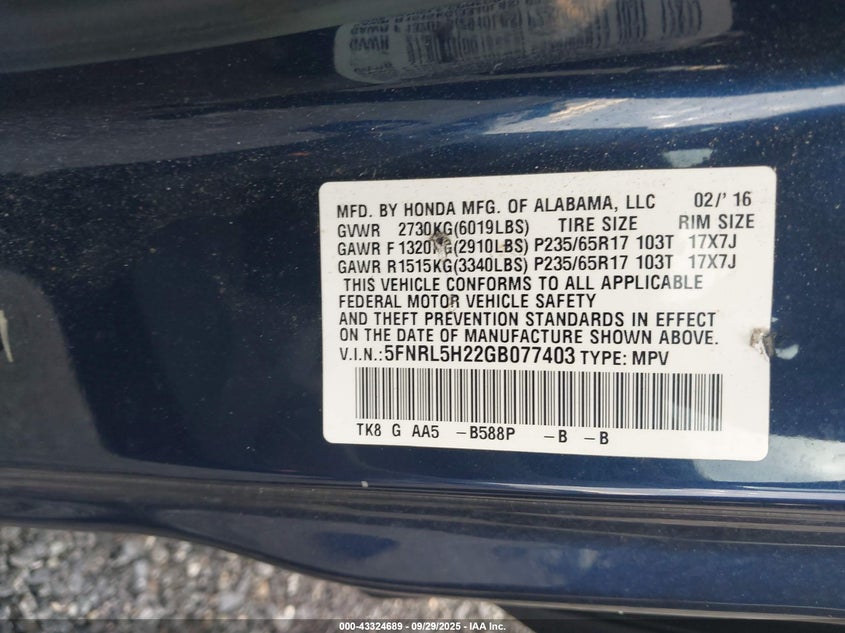 GVWR
MFD. BY HONDA MFG. OF ALABAMA, LLC 02/' 16
GVWR 2730KG(6019LBS) TIRE SIZE RIM SIZE
GAWR F 1320KG(2910LBS) P235/65R17 103T 17X7J
GAWR R1515KG(3340LBS) P235/65R17 103T 17X7J
THIS VEHICLE CONFORMS TO ALL APPLICABLE
FEDERAL MOTOR VEHICLE SAFETY
AND THEFT PREVENTION STANDARDS IN EFFECT
ON THE DATE OF MANUFACTURE SHOWN ABOVE.
V.I.N.:5FNRL5H22GB077403 TYPE: MPV
TK8 G AA5 -B588P -B -B
000-43324689 - 09/29/2025 - IAA Inc.